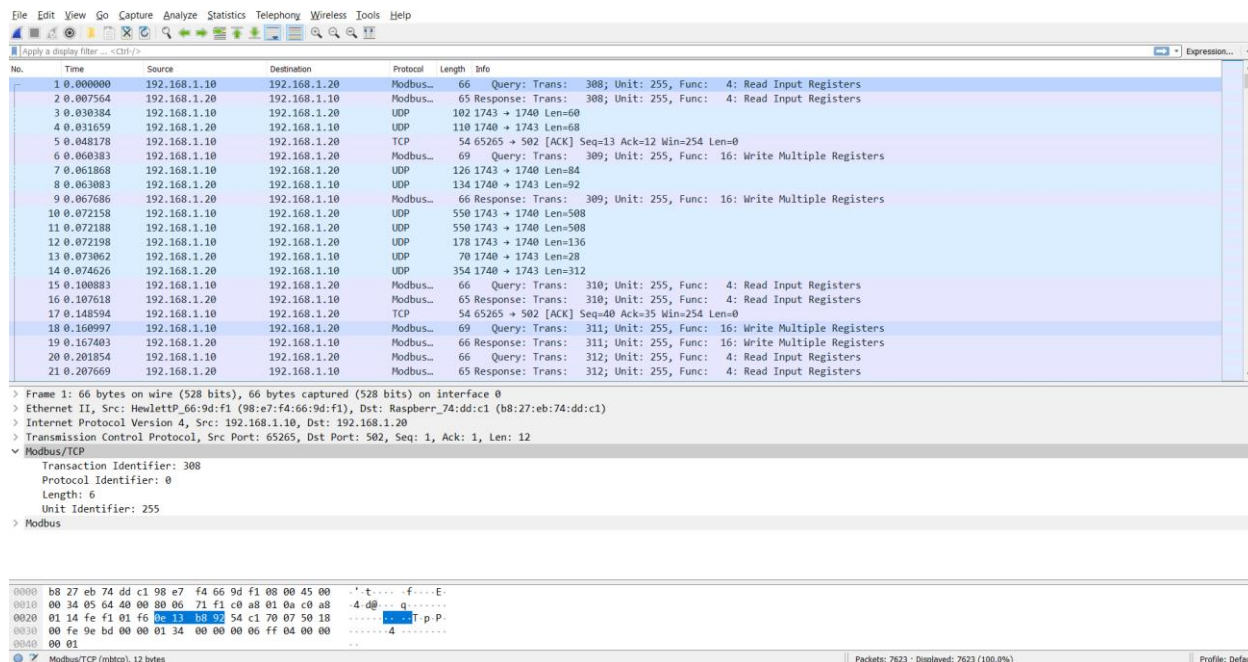 File Edit View Go Capture Analyze Statistics Telephony Wireless Tools Help
Apply a display filter ... <Ctrl-/> Expression...
No. Time Source Destination Protocol Length Info
1 0.000000 192.168.1.10 192.168.1.20 Modbus… 66 Query: Trans: 308; Unit: 255, Func: 4: Read Input Registers
2 0.007564 192.168.1.20 192.168.1.10 Modbus… 65 Response: Trans: 308; Unit: 255, Func: 4: Read Input Registers
3 0.030384 192.168.1.10 192.168.1.20 UDP 102 1743 → 1740 Len=60
4 0.031659 192.168.1.20 192.168.1.10 UDP 110 1740 → 1743 Len=68
5 0.048178 192.168.1.10 192.168.1.20 TCP 54 65265 → 502 [ACK] Seq=13 Ack=12 Win=254 Len=0
6 0.060383 192.168.1.10 192.168.1.20 Modbus… 69 Query: Trans: 309; Unit: 255, Func: 16: Write Multiple Registers
7 0.061868 192.168.1.10 192.168.1.20 UDP 126 1743 → 1740 Len=84
8 0.063083 192.168.1.20 192.168.1.10 UDP 134 1740 → 1743 Len=92
9 0.067686 192.168.1.20 192.168.1.10 Modbus… 66 Response: Trans: 309; Unit: 255, Func: 16: Write Multiple Registers
10 0.072158 192.168.1.10 192.168.1.20 UDP 550 1743 → 1740 Len=508
11 0.072188 192.168.1.10 192.168.1.20 UDP 550 1743 → 1740 Len=508
12 0.072198 192.168.1.10 192.168.1.20 UDP 178 1743 → 1740 Len=136
13 0.073062 192.168.1.20 192.168.1.10 UDP 70 1740 → 1743 Len=28
14 0.074626 192.168.1.20 192.168.1.10 UDP 354 1740 → 1743 Len=312
15 0.100883 192.168.1.10 192.168.1.20 Modbus… 66 Query: Trans: 310; Unit: 255, Func: 4: Read Input Registers
16 0.107618 192.168.1.20 192.168.1.10 Modbus… 65 Response: Trans: 310; Unit: 255, Func: 4: Read Input Registers
17 0.148594 192.168.1.10 192.168.1.20 TCP 54 65265 → 502 [ACK] Seq=40 Ack=35 Win=254 Len=0
18 0.160997 192.168.1.10 192.168.1.20 Modbus… 69 Query: Trans: 311; Unit: 255, Func: 16: Write Multiple Registers
19 0.167403 192.168.1.20 192.168.1.10 Modbus… 66 Response: Trans: 311; Unit: 255, Func: 16: Write Multiple Registers
20 0.201854 192.168.1.10 192.168.1.20 Modbus… 66 Query: Trans: 312; Unit: 255, Func: 4: Read Input Registers
21 0.207669 192.168.1.20 192.168.1.10 Modbus… 65 Response: Trans: 312; Unit: 255, Func: 4: Read Input Registers
> Frame 1: 66 bytes on wire (528 bits), 66 bytes captured (528 bits) on interface 0
> Ethernet II, Src: HewlettP_66:9d:f1 (98:e7:f4:66:9d:f1), Dst: Raspberr_74:dd:c1 (b8:27:eb:74:dd:c1)
> Internet Protocol Version 4, Src: 192.168.1.10, Dst: 192.168.1.20
> Transmission Control Protocol, Src Port: 65265, Dst Port: 502, Seq: 1, Ack: 1, Len: 12
Modbus/TCP
Transaction Identifier: 308
Protocol Identifier: 0
Length: 6
Unit Identifier: 255
> Modbus
0000 b8 27 eb 74 dd c1 98 e7 f4 66 9d f1 08 00 45 00 ·'·t···· ·f····E·
0010 00 34 05 64 40 00 80 06 71 f1 c0 a8 01 0a c0 a8 ·4·d@··· q·······
0020 01 14 fe f1 01 f6 0e 13 b8 92 54 c1 70 07 50 18 ········ ··T·p·P·
0030 00 fe 9e bd 00 00 01 34 00 00 00 06 ff 04 00 00 ·······4 ········
0040 00 01 ··
Modbus/TCP (mbtcp), 12 bytes Packets: 7623 · Displayed: 7623 (100.0%) Profile: Defau